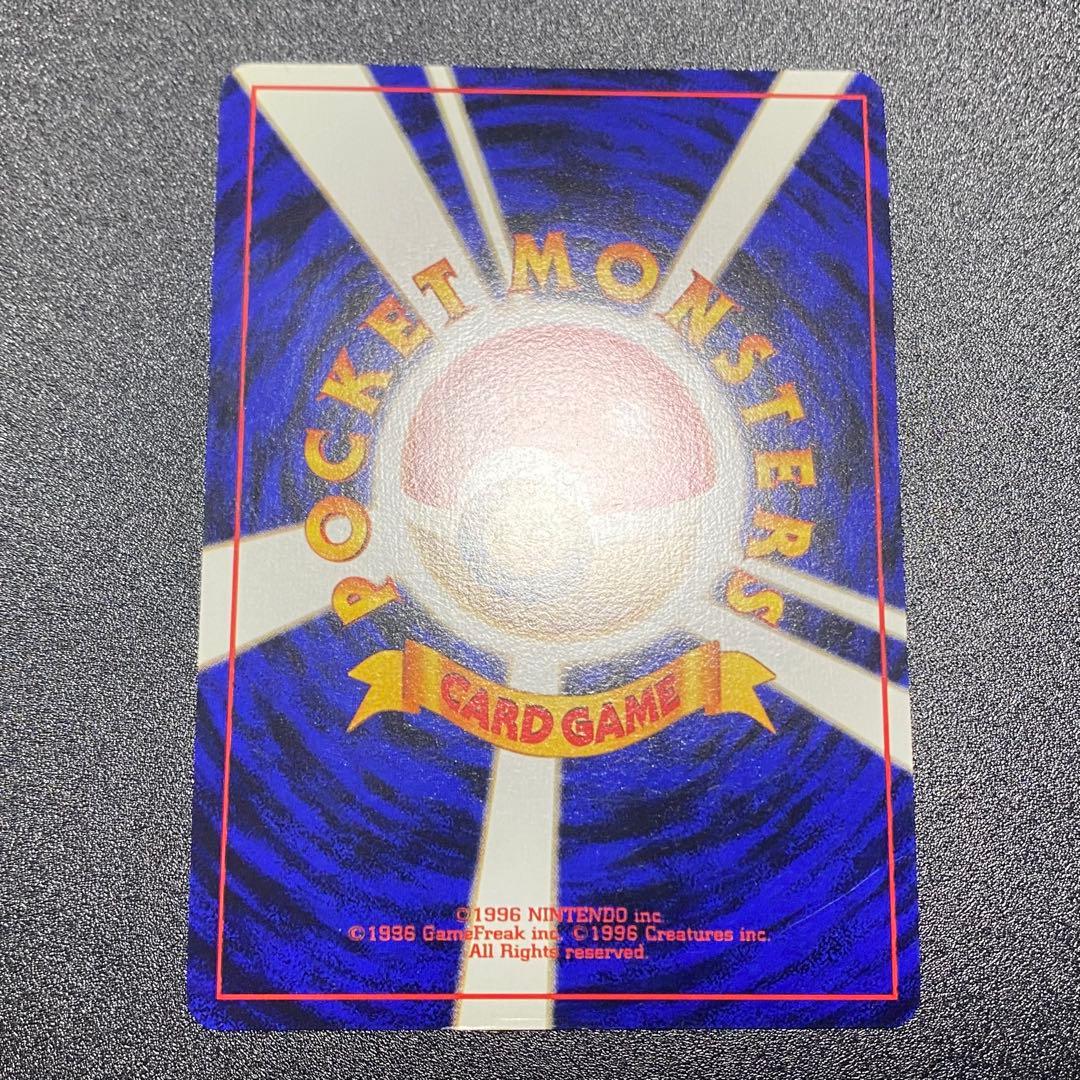 POCKET MONSTERS
CARD GAME
©1996 NINTENDO inc.
©1996 GameFreak inc. ©1996 Creatures inc.
All Rights reserved.